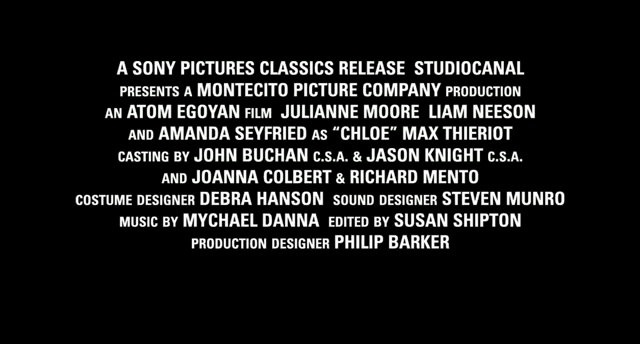 A SONY PICTURES CLASSICS RELEASE STUDIOCANAL
PRESENTS A MONTECITO PICTURE COMPANY PRODUCTION
AN ATOM EGOYAN FILM JULIANNE MOORE LIAM NEESON
AND AMANDA SEYFRIED AS "CHLOE" MAX THIERIOT
CASTING BY JOHN BUCHAN C.S.A. & JASON KNIGHT C.S.A.
AND JOANNA COLBERT & RICHARD MENTO
COSTUME DESIGNER DEBRA HANSON SOUND DESIGNER STEVEN MUNRO
MUSIC BY MYCHAEL DANNA EDITED BY SUSAN SHIPTON
PRODUCTION DESIGNER PHILIP BARKER